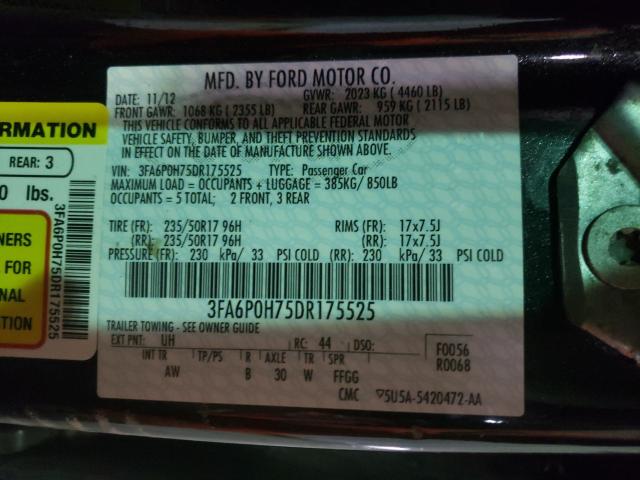 MFD. BY FORD MOTOR CO.
DATE: 11/12 GVWR: 2023 KG ( 4460 LB)
FRONT GAWR: 1068 KG ( 2355 LB) REAR GAWR: 959 KG ( 2115 LB)
THIS VEHICLE CONFORMS TO ALL APPLICABLE FEDERAL MOTOR
VEHICLE SAFETY, BUMPER, AND THEFT PREVENTION STANDARDS
IN EFFECT ON THE DATE OF MANUFACTURE SHOWN ABOVE.
VIN: 3FA6P0H75DR175525 TYPE: Passenger Car
MAXIMUM LOAD = OCCUPANTS + LUGGAGE = 385KG/ 850LB
OCCUPANTS = 5 TOTAL; 2 FRONT, 3 REAR
TIRE (FR): 235/50R17 96H RIMS (FR): 17x7.5J
(RR): 235/50R17 96H (RR): 17x7.5J
PRESSURE (FR): 230 kPa/ 33 PSI COLD (RR): 230 kPa/ 33 PSI COLD
3FA6P0H75DR175525
TRAILER TOWING - SEE OWNER GUIDE
EXT PNT: UH RC: 44 DSO: F0056
INT TR TP/PS R AXLE TR SPR R0068
AW B 30 W FFGG
CMC ▽5U5A-5420472-AA
ORMATION
REAR: 3
0 lbs.
NERS
FOR
NAL
TION
3FA6P0H75DR175525